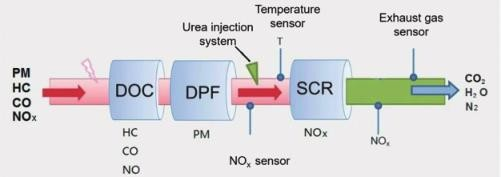 Temperature
sensor
Urea injection
system
T
Exhaust gas
sensor
PM
HC
CO
NOx
DOC
DPF
SCR
CO2
H2 O
N2
HC
CO
NO
PM
NOx sensor
NOx
NOx